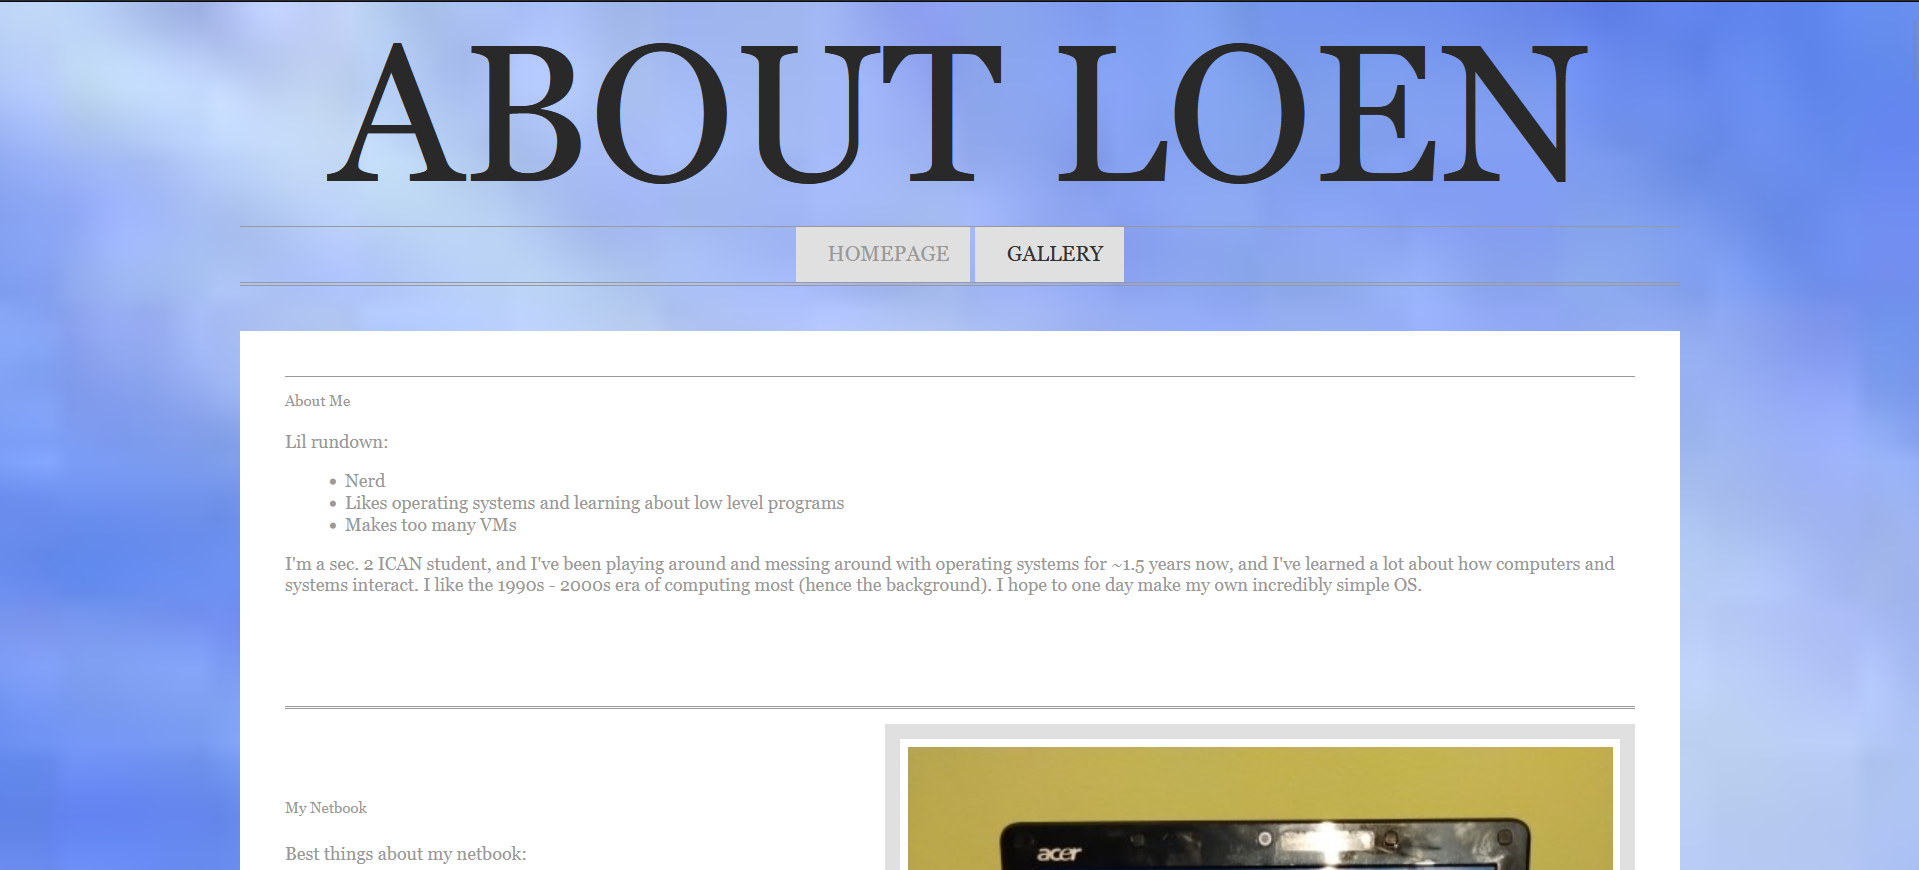 ABOUT LOEN
HOMEPAGE GALLERY
About Me
Lil rundown:
• Nerd
• Likes operating systems and learning about low level programs
• Makes too many VMs
I'm a sec. 2 ICAN student, and I've been playing around and messing around with operating systems for ~1.5 years now, and I've learned a lot about how computers and
systems interact. I like the 1990s - 2000s era of computing most (hence the background). I hope to one day make my own incredibly simple OS.
My Netbook
Best things about my netbook:
acer